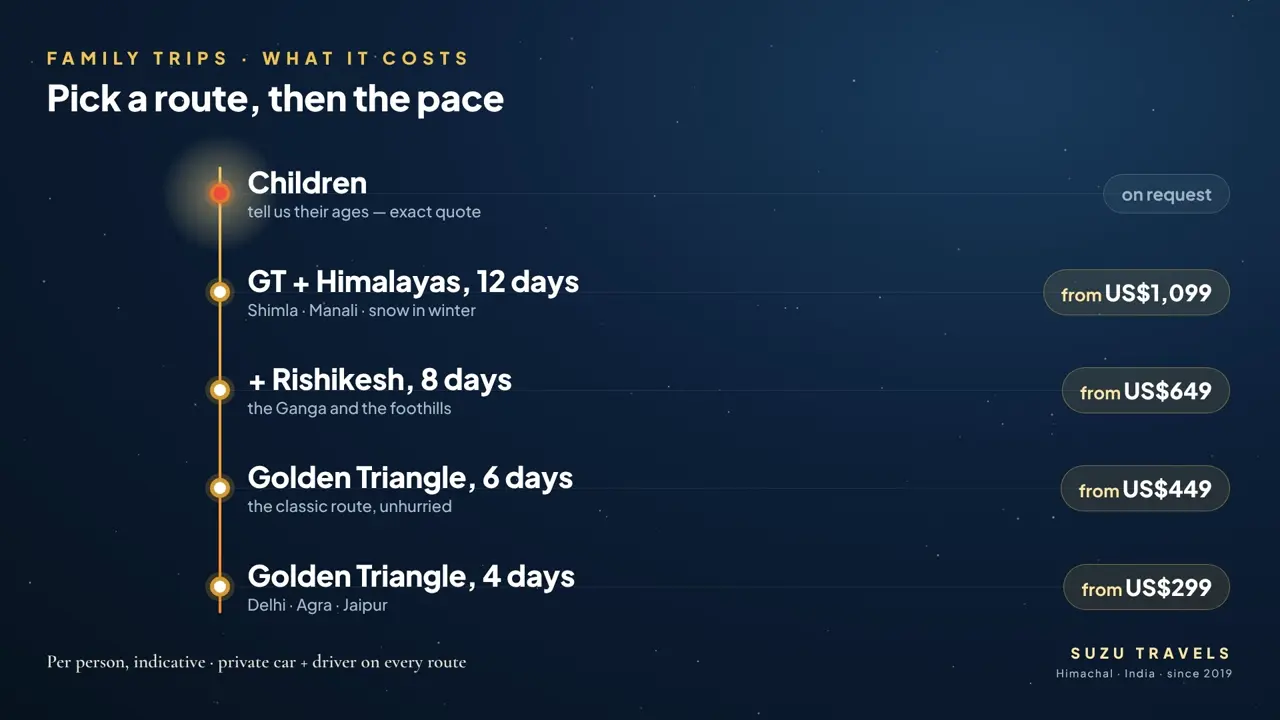 FAMILY TRIPS · WHAT IT COSTS
Pick a route, then the pace
Children
tell us their ages — exact quote
on request
GT + Himalayas, 12 days
Shimla · Manali · snow in winter
from US$1,099
+ Rishikesh, 8 days
the Ganga and the foothills
from US$649
Golden Triangle, 6 days
the classic route, unhurried
from US$449
Golden Triangle, 4 days
Delhi · Agra · Jaipur
from US$299
Per person, indicative · private car + driver on every route
SUZU TRAVELS
Himachal · India · since 2019